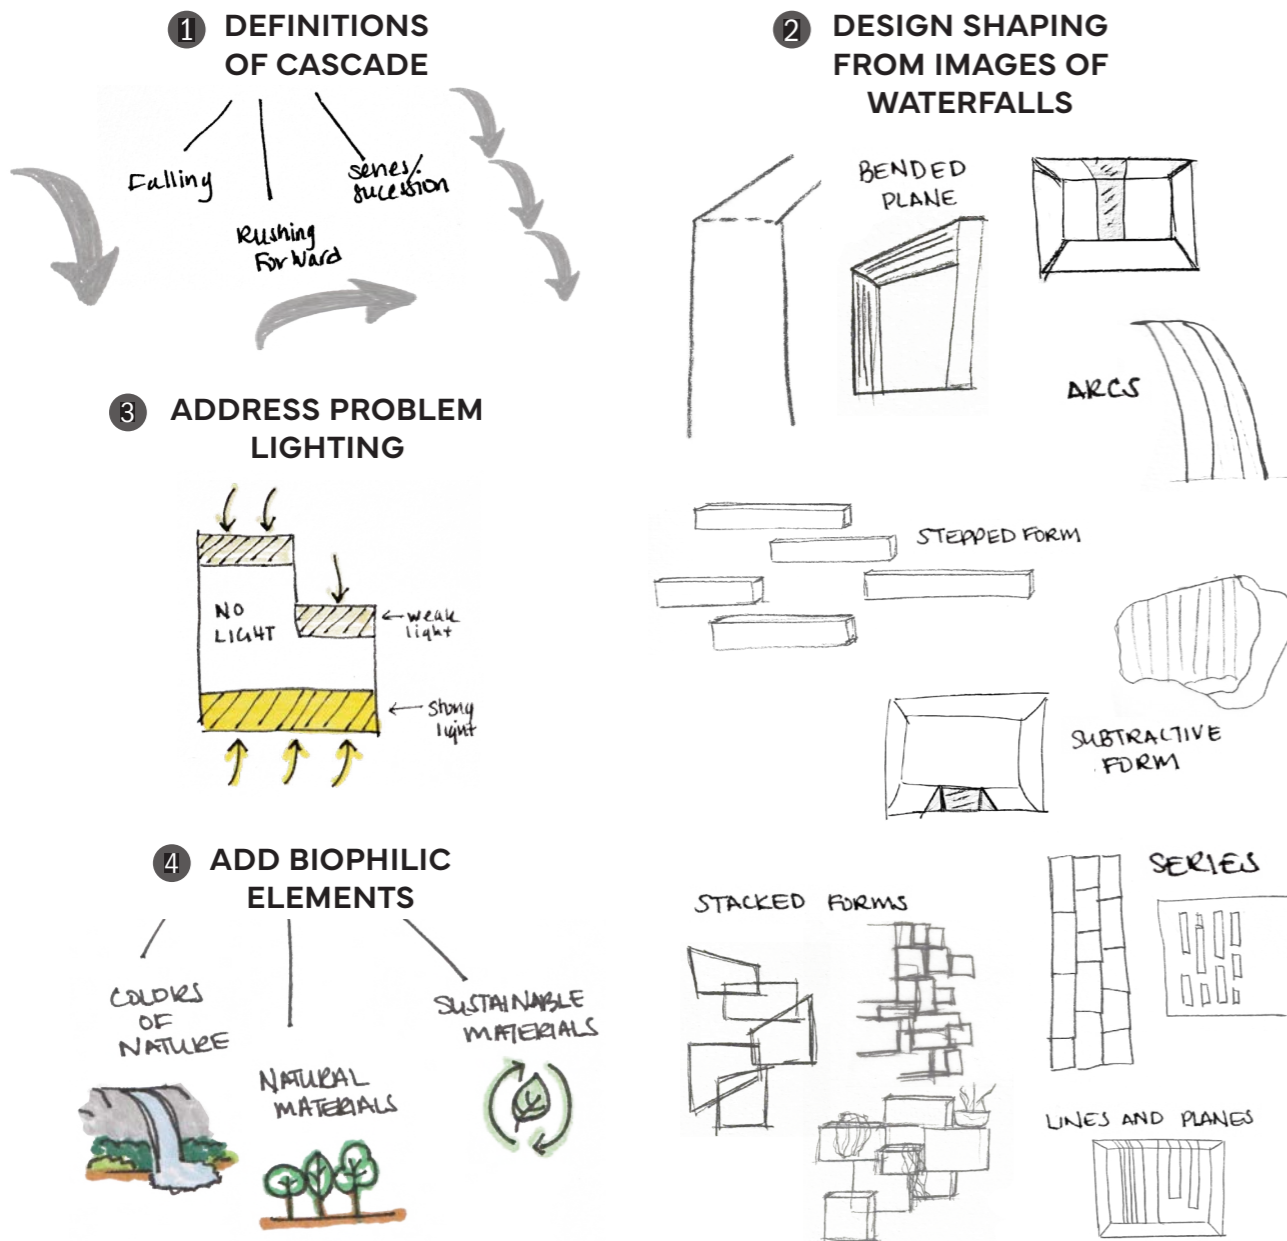 1 DEFINITIONS
OF CASCADE
Falling
series/
sucession
Rushing
Forward
2 DESIGN SHAPING
FROM IMAGES OF
WATERFALLS
BENDED
PLANE
ARCS
STEPPED FORM
SUBTRACTIVE
FORM
STACKED FORMS
SERIES
LINES AND PLANES
3 ADDRESS PROBLEM
LIGHTING
NO
LIGHT
weak
light
strong
light
4 ADD BIOPHILIC
ELEMENTS
COLORS
OF
NATURE
NATURAL
MATERIALS
SUSTAINABLE
MATERIALS